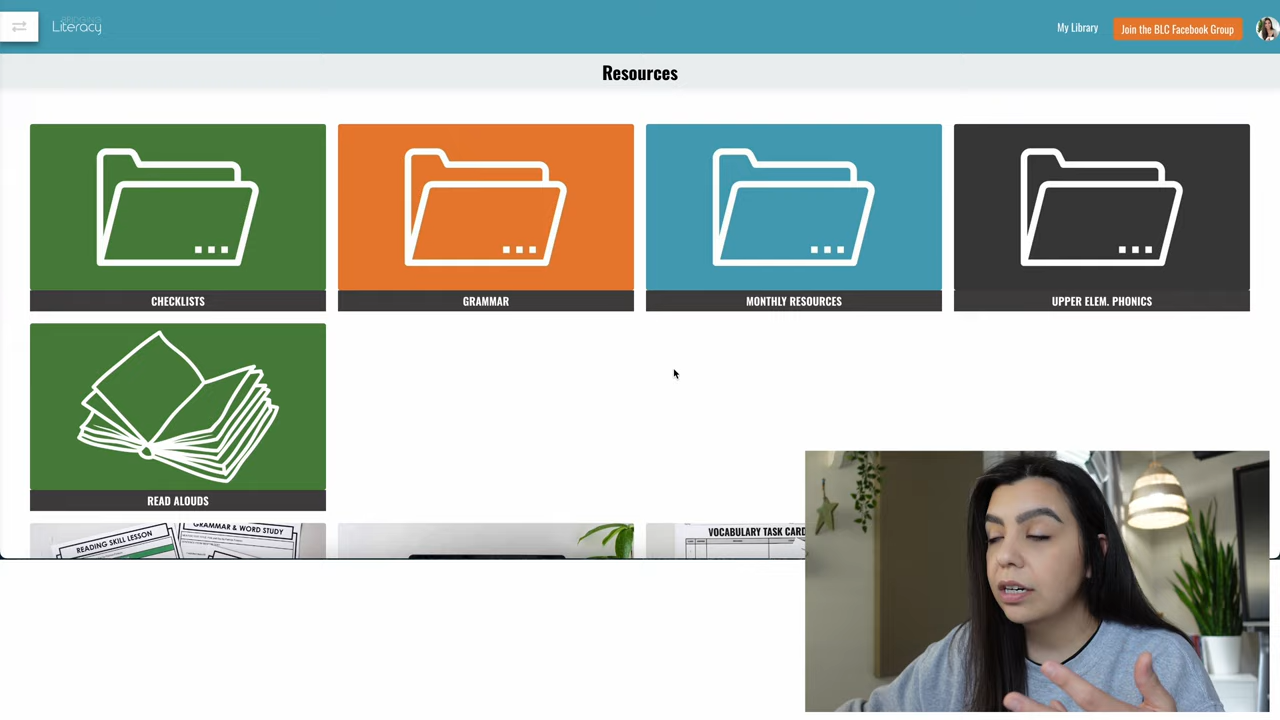 BRIDGING
Literacy
My Library
Join the BLC Facebook Group
Resources
CHECKLISTS
GRAMMAR
MONTHLY RESOURCES
UPPER ELEM. PHONICS
READ ALOUDS
READING SKILL LESSON
GRAMMAR & WORD STUDY
VOCABULARY TASK CARD